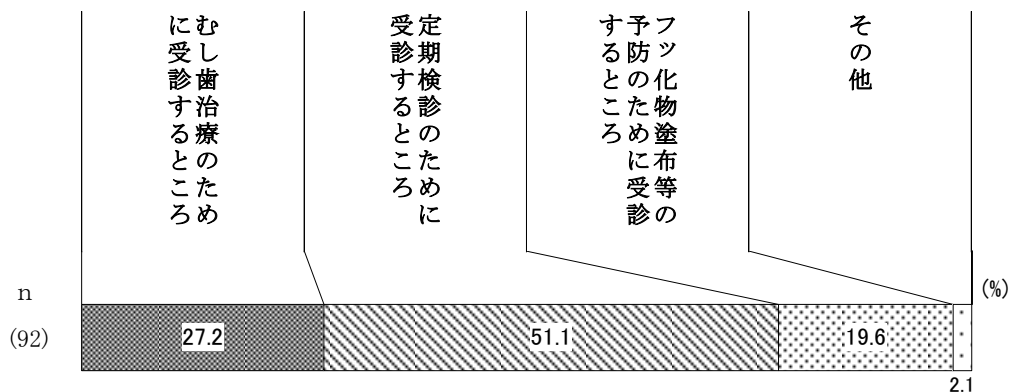 むし歯治療のため
に受診するところ
定期検診のために
受診するところ
フッ化物塗布等の
予防のために受診
するところ
その他
(%)
n
(92)
27.2
51.1
19.6
2.1